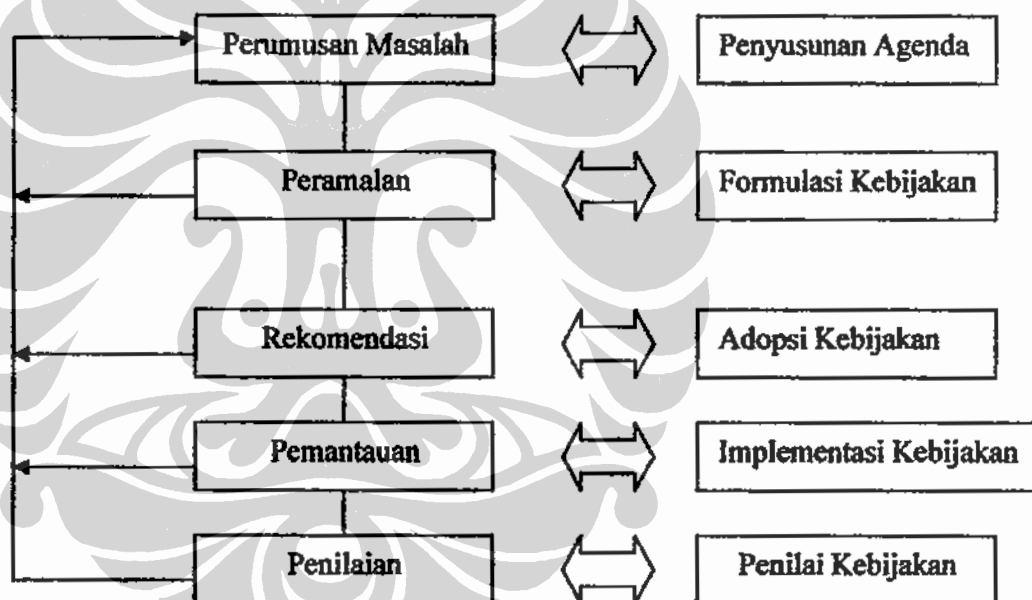 Perumusan Masalah
Penyusunan Agenda
Peramalan
Formulasi Kebijakan
Rekomendasi
Adopsi Kebijakan
Pemantauan
Implementasi Kebijakan
Penilaian
Penilai Kebijakan